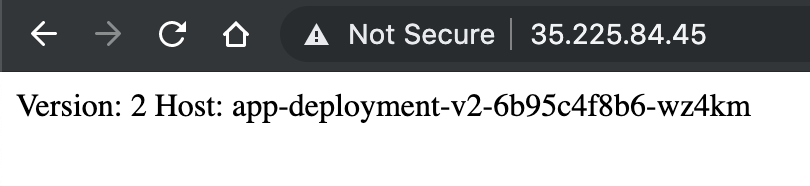 Not Secure | 35.225.84.45
Version: 2 Host: app-deployment-v2-6b95c4f8b6-wz4km